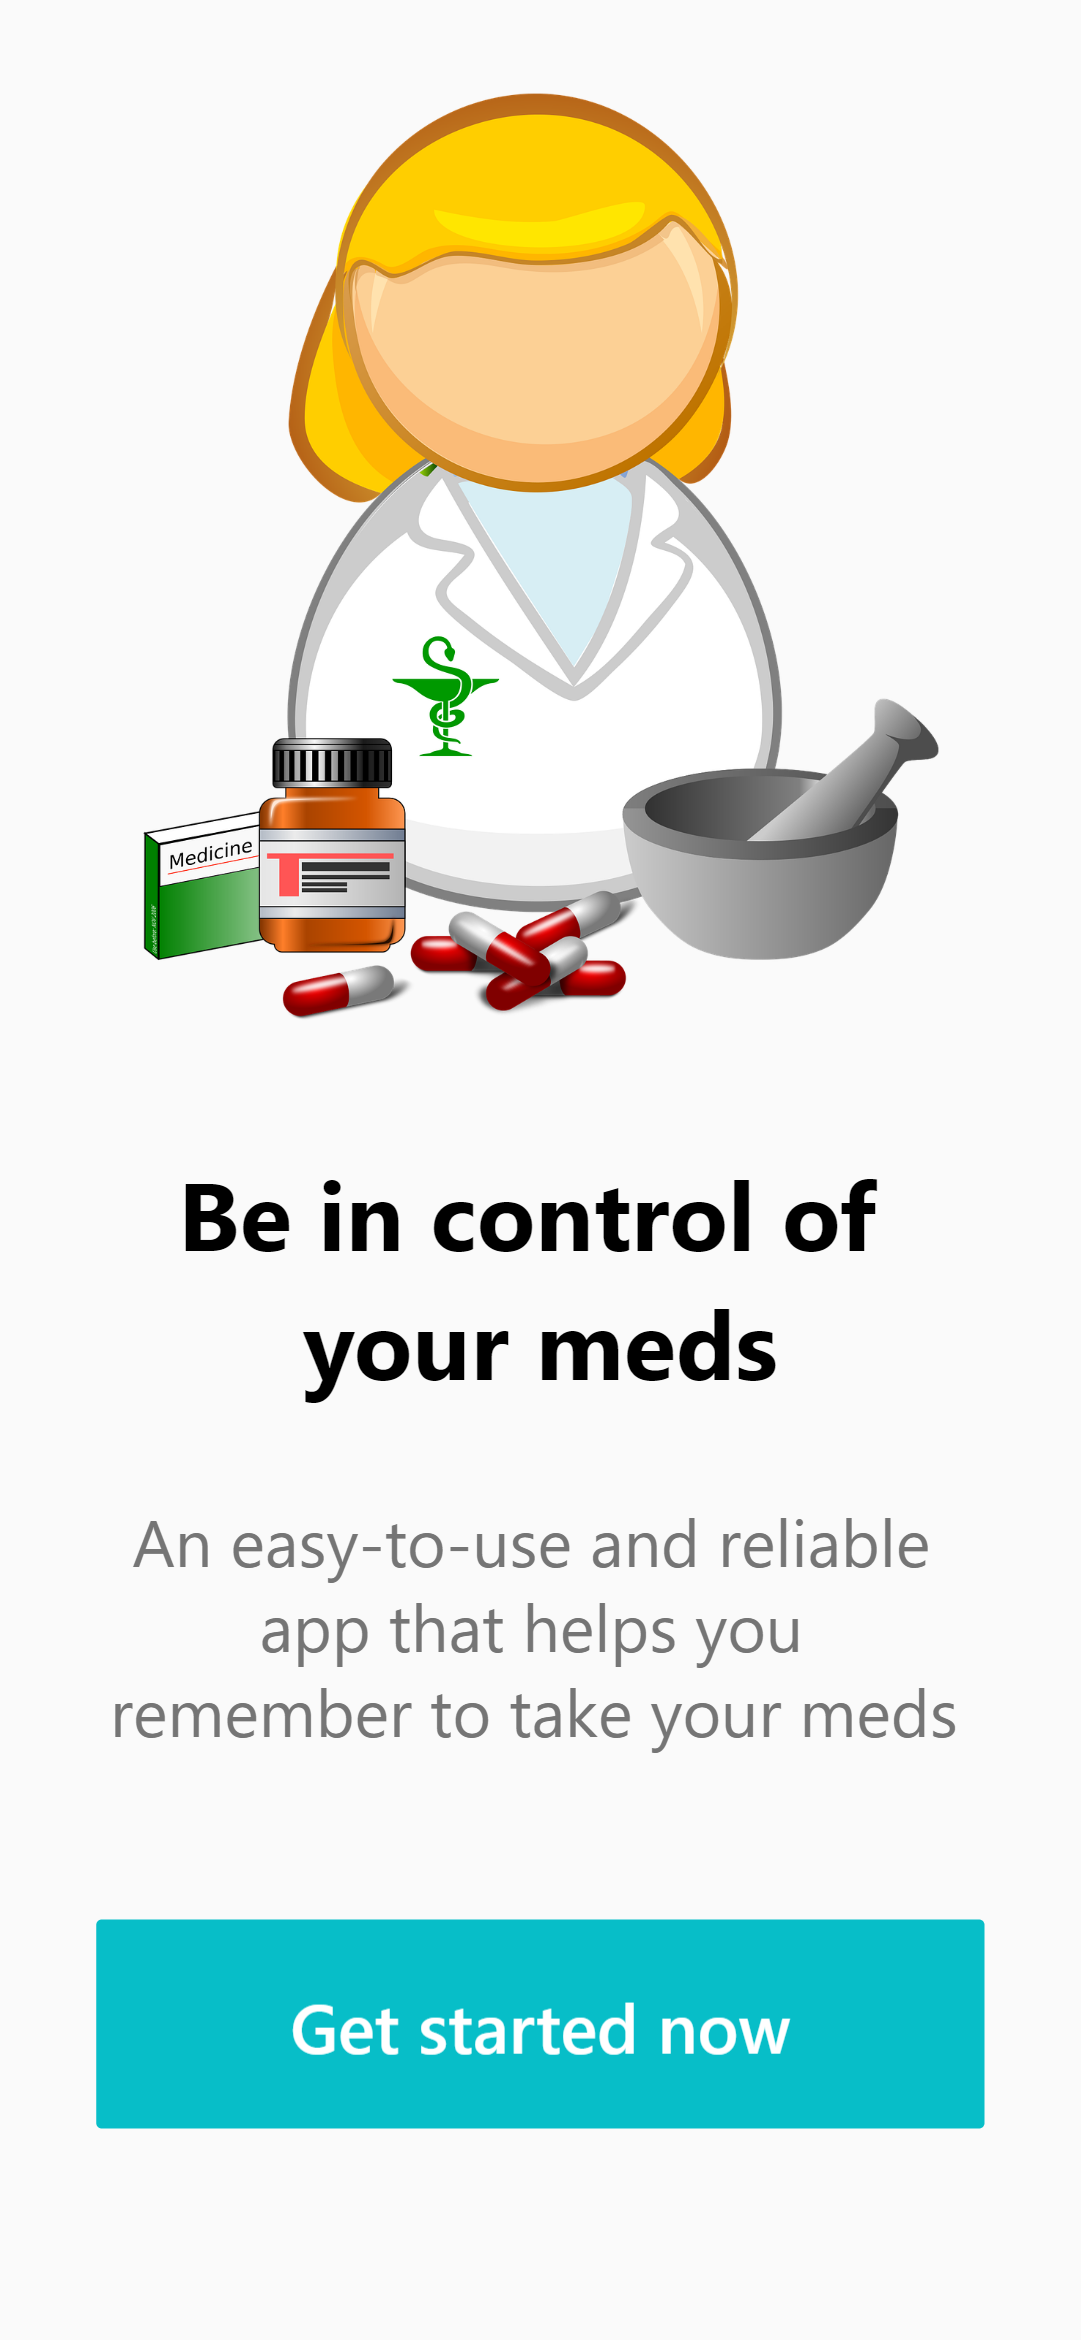 Medicine
T
Be in control of
your meds
An easy-to-use and reliable
app that helps you
remember to take your meds
Get started now